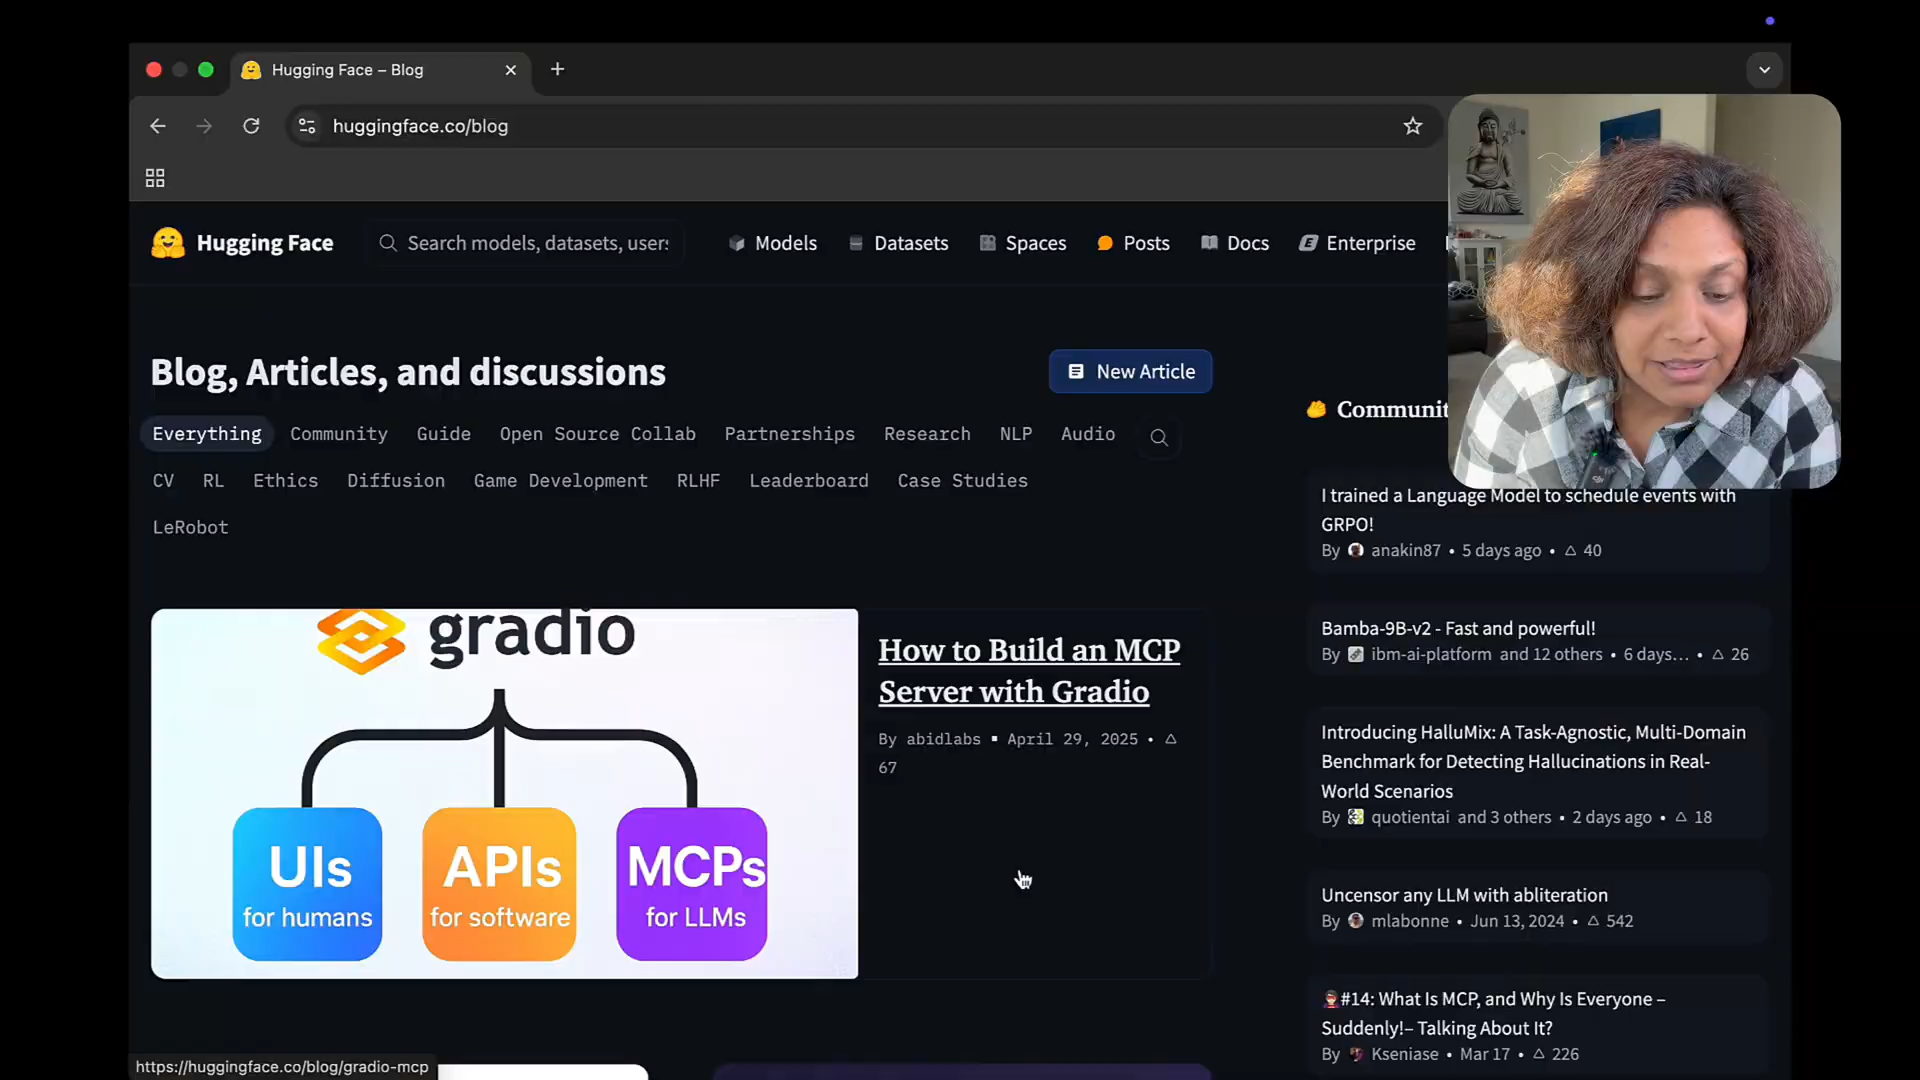 Hugging Face – Blog
huggingface.co/blog
Hugging Face
Search models, datasets, users
Models
Datasets
Spaces
Posts
Docs
Enterprise
Blog, Articles, and discussions
New Article
Everything
Community
Guide
Open Source Collab
Partnerships
Research
NLP
Audio
CV
RL
Ethics
Diffusion
Game Development
RLHF
Leaderboard
Case Studies
LeRobot
gradio
UIs
for humans
APIs
for software
MCPs
for LLMs
How to Build an MCP
Server with Gradio
By abidlabs ▪ April 29, 2025 • △
67
Communit
I trained a Language Model to schedule events with
GRPO!
By anakin87 • 5 days ago • △ 40
Bamba-9B-v2 - Fast and powerful!
By ibm-ai-platform and 12 others • 6 days… • △ 26
Introducing HalluMix: A Task-Agnostic, Multi-Domain
Benchmark for Detecting Hallucinations in Real-
World Scenarios
By quotientai and 3 others • 2 days ago • △ 18
Uncensor any LLM with abliteration
By mlabonne • Jun 13, 2024 • △ 542
#14: What Is MCP, and Why Is Everyone –
Suddenly!– Talking About It?
By Kseniase • Mar 17 • △ 226
https://huggingface.co/blog/gradio-mcp